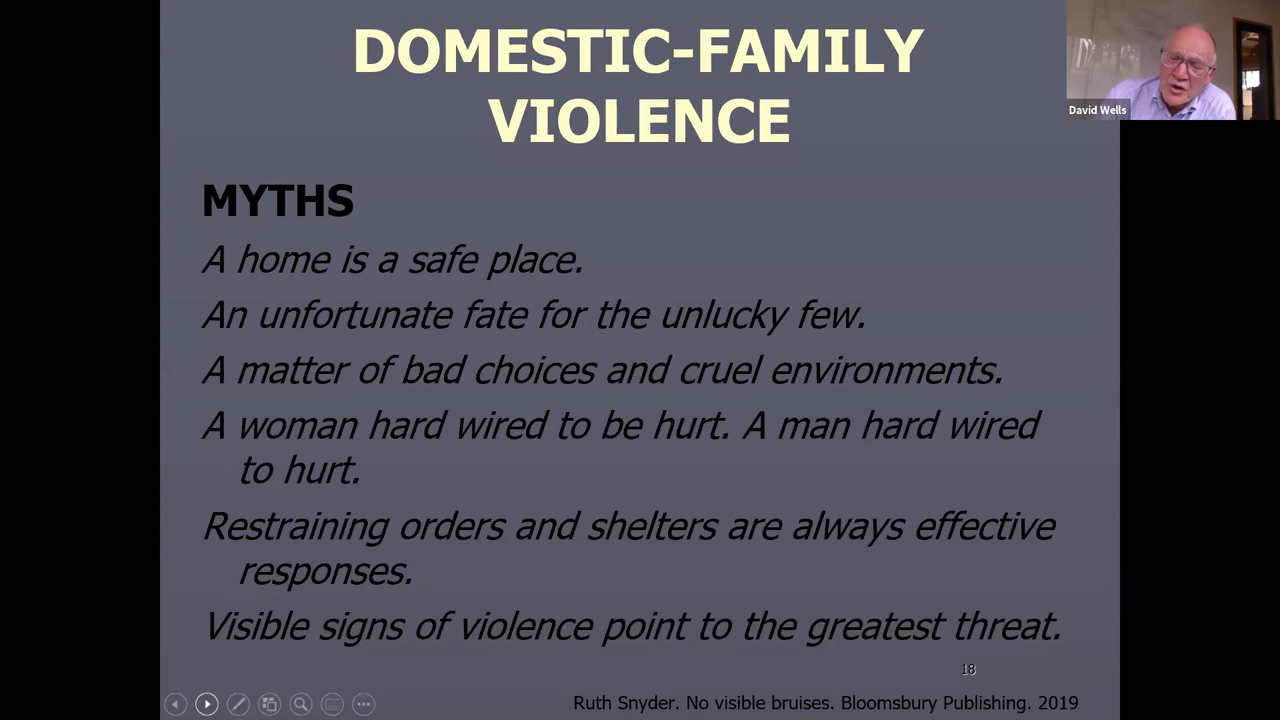 DOMESTIC-FAMILY
VIOLENCE
David Wells
MYTHS
A home is a safe place.
An unfortunate fate for the unlucky few.
A matter of bad choices and cruel environments.
A woman hard wired to be hurt. A man hard wired
to hurt.
Restraining orders and shelters are always effective
responses.
Visible signs of violence point to the greatest threat.
18
Ruth Snyder. No visible bruises. Bloomsbury Publishing. 2019